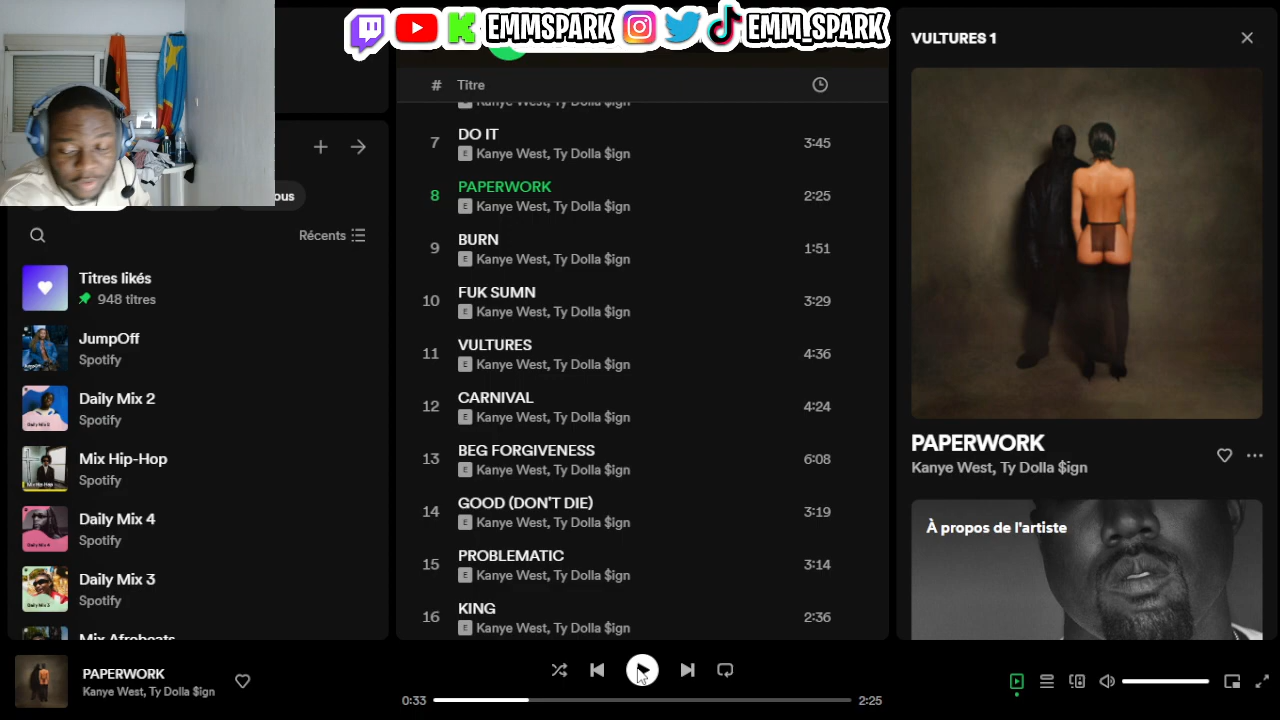 EMMSPARK EMM_SPARK
VULTURES 1
# Titre
Kanye West, Ty Dolla $ign
7 DO IT 3:45
E Kanye West, Ty Dolla $ign
8 PAPERWORK 2:25
E Kanye West, Ty Dolla $ign
9 BURN 1:51
E Kanye West, Ty Dolla $ign
10 FUK SUMN 3:29
E Kanye West, Ty Dolla $ign
11 VULTURES 4:36
E Kanye West, Ty Dolla $ign
12 CARNIVAL 4:24
E Kanye West, Ty Dolla $ign
13 BEG FORGIVENESS 6:08
E Kanye West, Ty Dolla $ign
14 GOOD (DON'T DIE) 3:19
E Kanye West, Ty Dolla $ign
15 PROBLEMATIC 3:14
E Kanye West, Ty Dolla $ign
16 KING 2:36
E Kanye West, Ty Dolla $ign
Récents
Titres likés
948 titres
JumpOff
Spotify
Daily Mix 2
Spotify
Mix Hip-Hop
Spotify
Daily Mix 4
Spotify
Daily Mix 3
Spotify
Mix Afrobeats
PAPERWORK
Kanye West, Ty Dolla $ign
À propos de l'artiste
PAPERWORK
Kanye West, Ty Dolla $ign
0:33 2:25